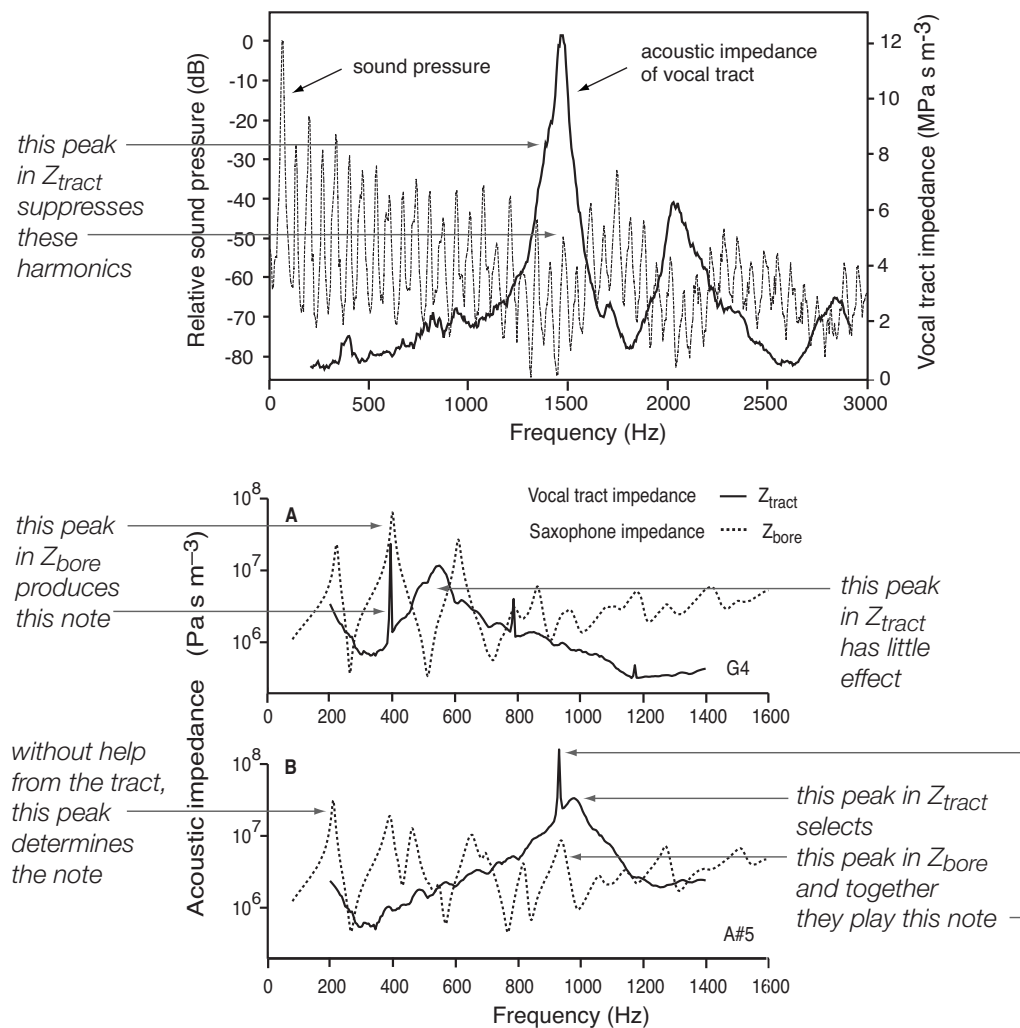 0
-10
-20
-30
-40
-50
-60
-70
-80
Relative sound pressure (dB)
sound pressure
acoustic impedance
of vocal tract
12
10
8
6
4
2
0
Vocal tract impedance (MPa s m-3)
this peak
in Ztract
suppresses
these
harmonics
0 500 1000 1500 2000 2500 3000
Frequency (Hz)
Acoustic impedance (Pa s m−3)
10^8
10^7
10^6
A
Vocal tract impedance Ztract
Saxophone impedance Zbore
this peak
in Zbore
produces
this note
this peak
in Ztract
has little
effect
G4
0 200 400 600 800 1000 1200 1400 1600
10^8
10^7
10^6
B
without help
from the tract,
this peak
determines
the note
this peak in Ztract
selects
this peak in Zbore
and together
they play this note
A#5
0 200 400 600 800 1000 1200 1400 1600
Frequency (Hz)